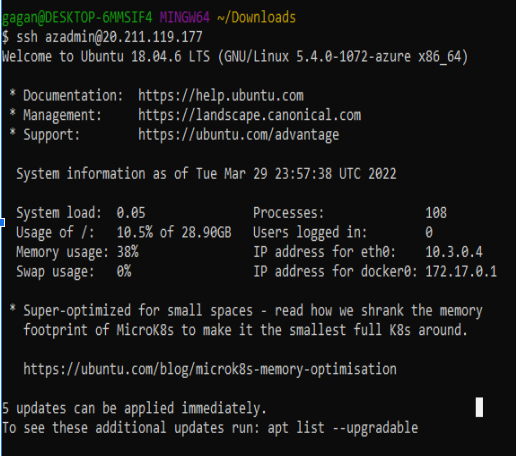 gagan@DESKTOP-6MMSIF4 MINGW64 ~/Downloads
$ ssh azadmin@20.211.119.177
Welcome to Ubuntu 18.04.6 LTS (GNU/Linux 5.4.0-1072-azure x86_64)
* Documentation: https://help.ubuntu.com
* Management: https://landscape.canonical.com
* Support: https://ubuntu.com/advantage
System information as of Tue Mar 29 23:57:38 UTC 2022
System load: 0.05 Processes: 108
Usage of /: 10.5% of 28.90GB Users logged in: 0
Memory usage: 38% IP address for eth0: 10.3.0.4
Swap usage: 0% IP address for docker0: 172.17.0.1
* Super-optimized for small spaces - read how we shrank the memory
footprint of MicroK8s to make it the smallest full K8s around.
https://ubuntu.com/blog/microk8s-memory-optimisation
5 updates can be applied immediately.
To see these additional updates run: apt list --upgradable